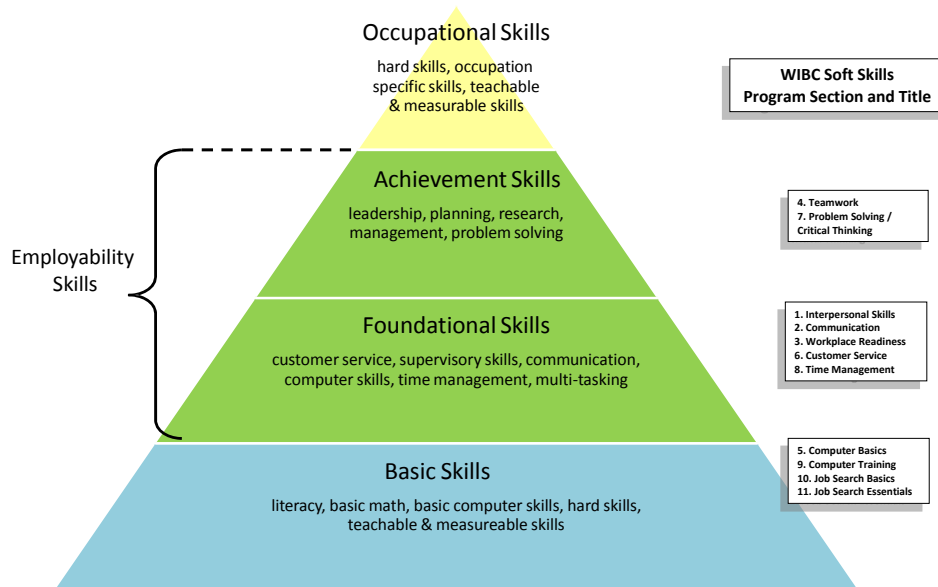 Occupational Skills
hard skills, occupation
specific skills, teachable
& measurable skills
WIBC Soft Skills
Program Section and Title
Achievement Skills
leadership, planning, research,
management, problem solving
4. Teamwork
7. Problem Solving /
Critical Thinking
Employability
Skills
Foundational Skills
customer service, supervisory skills, communication,
computer skills, time management, multi-tasking
1. Interpersonal Skills
2. Communication
3. Workplace Readiness
6. Customer Service
8. Time Management
Basic Skills
literacy, basic math, basic computer skills, hard skills,
teachable & measureable skills
5. Computer Basics
9. Computer Training
10. Job Search Basics
11. Job Search Essentials